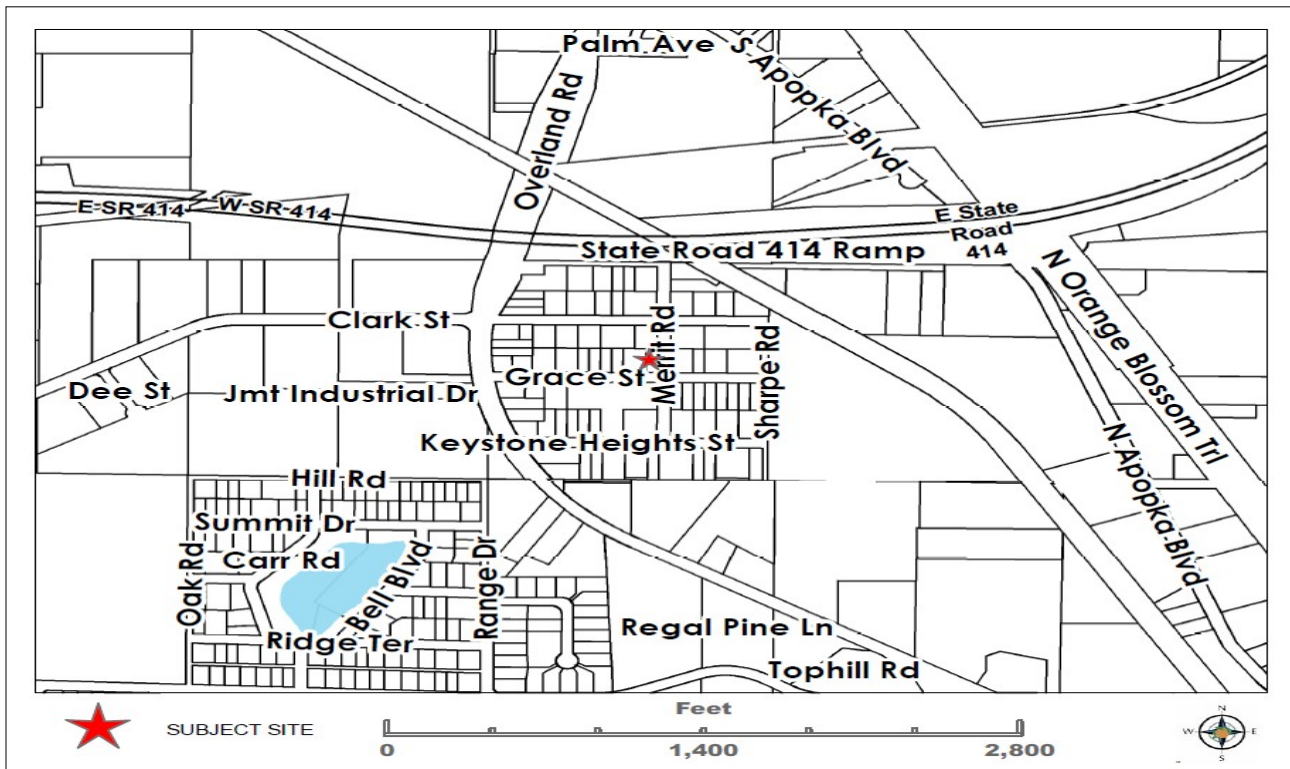 Palm Ave
S Apopka Blvd
Overland Rd
E SR 414
W SR 414
E State
Road
414
State Road 414 Ramp
N Orange Blossom Trl
Clark St
Merrit Rd
Sharpe Rd
Grace St
Dee St
Jmt Industrial Dr
Keystone Heights St
N Apopka Blvd
Hill Rd
Summit Dr
Carr Rd
Oak Rd
Bell Blvd
Range Dr
Ridge Ter
Regal Pine Ln
Tophill Rd
SUBJECT SITE
Feet
0
1,400
2,800
N
W
E
S